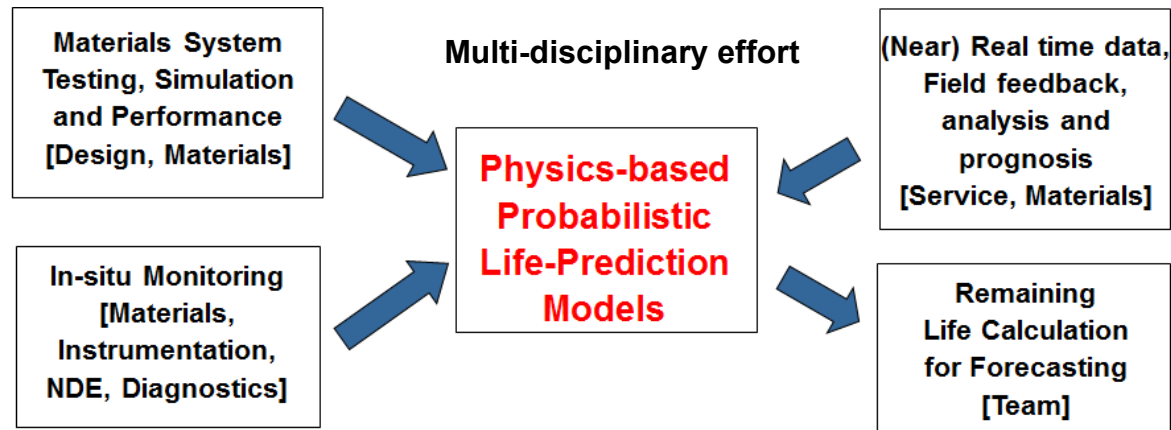 Materials System
Testing, Simulation
and Performance
[Design, Materials]
Multi-disciplinary effort
(Near) Real time data,
Field feedback,
analysis and
prognosis
[Service, Materials]
Physics-based
Probabilistic
Life-Prediction
Models
In-situ Monitoring
[Materials,
Instrumentation,
NDE, Diagnostics]
Remaining
Life Calculation
for Forecasting
[Team]